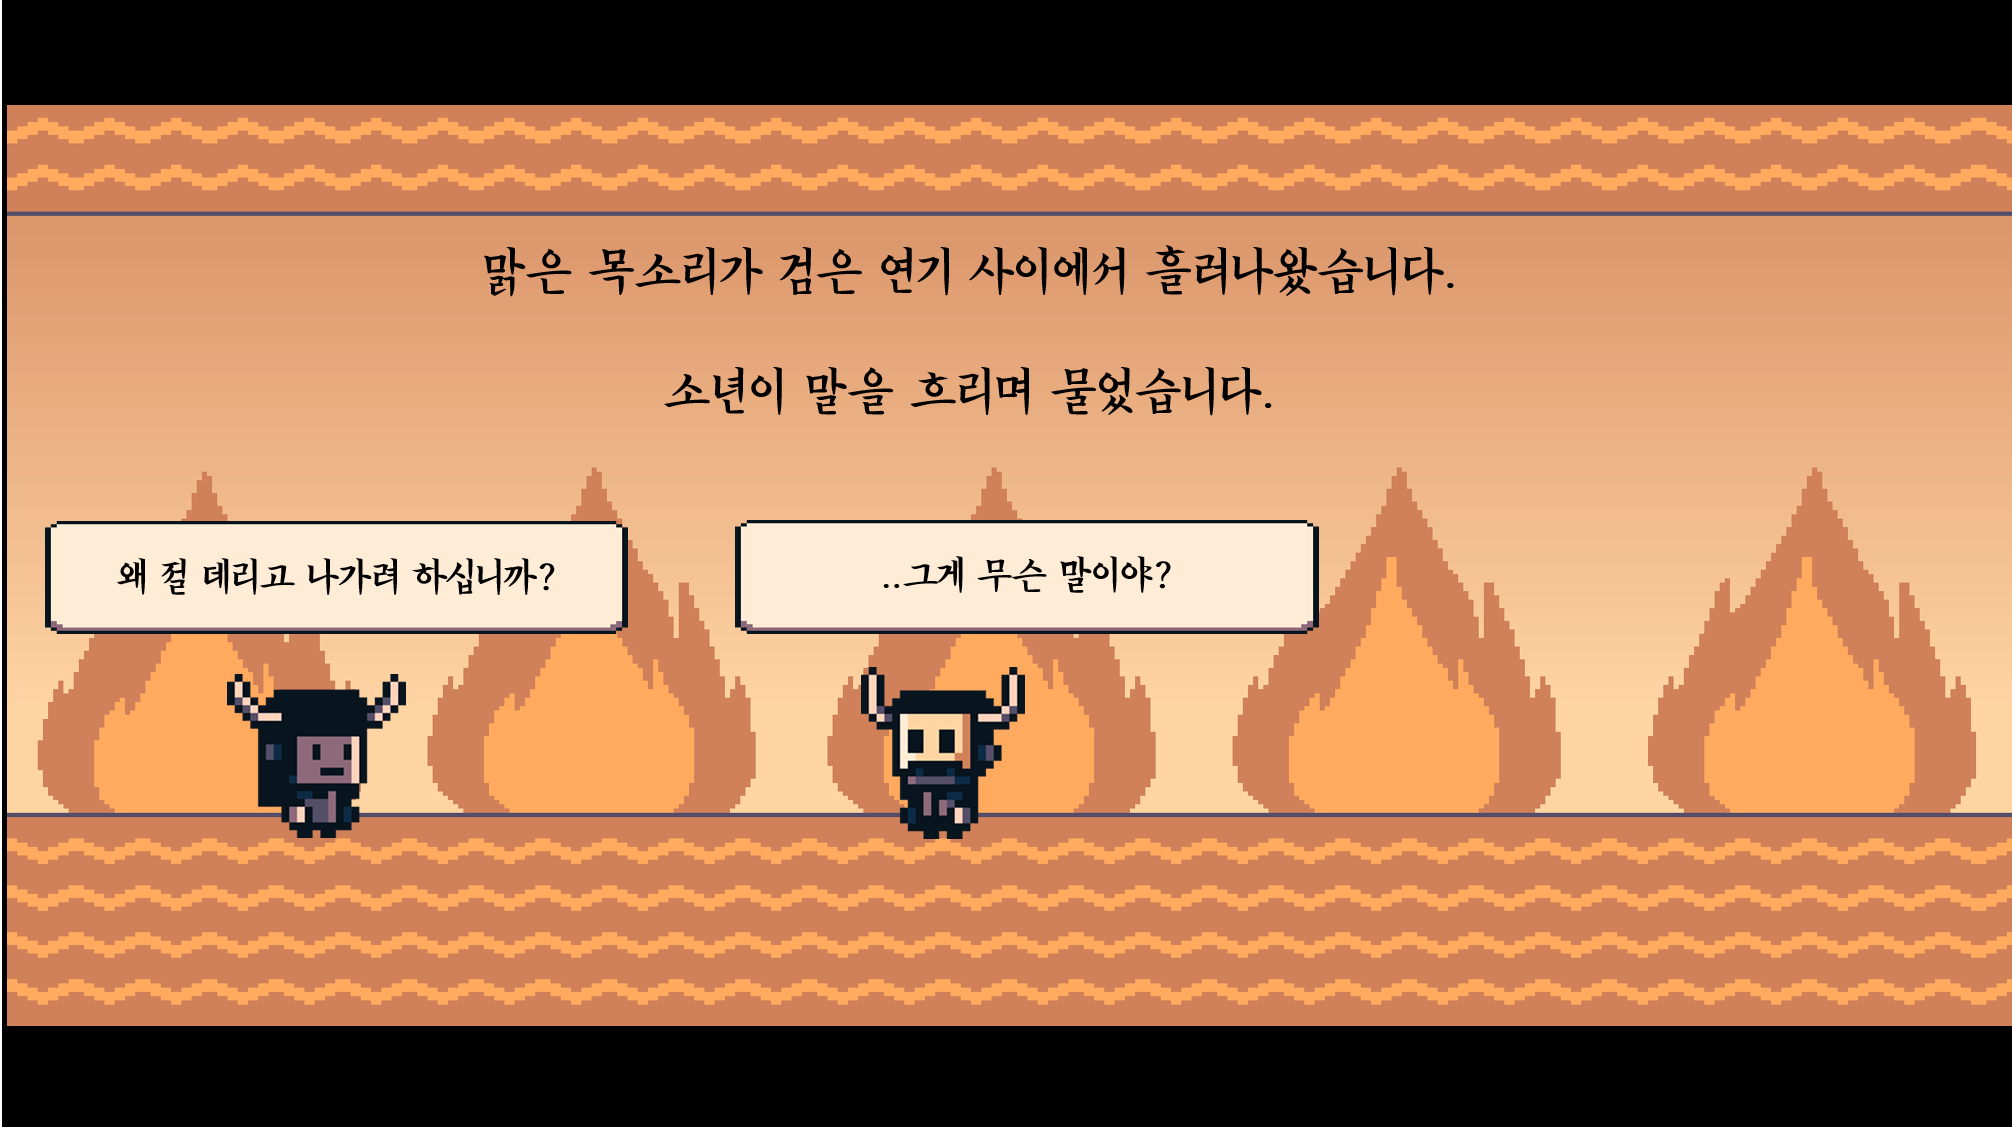 맑은 목소리가 검은 연기 사이에서 흘러나왔습니다.
소년이 말을 흐리며 물었습니다.
왜 절 데리고 나가려 하십니까?
..그게 무슨 말이야?